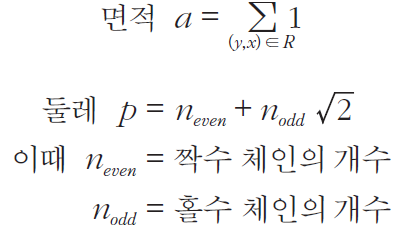 면적 a = ∑ 1
(y,x)∈R
둘레 p = n_even + n_odd √2
이때 n_even = 짝수 체인의 개수
n_odd = 홀수 체인의 개수